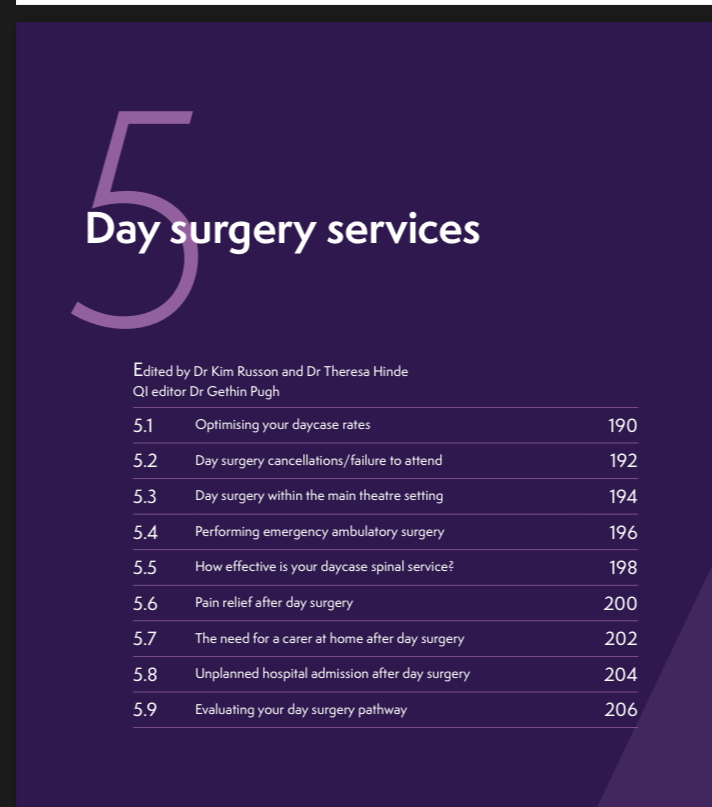 5
Day surgery services
Edited by Dr Kim Russon and Dr Theresa Hinde
QI editor Dr Gethin Pugh
5.1 Optimising your daycase rates 190
5.2 Day surgery cancellations/failure to attend 192
5.3 Day surgery within the main theatre setting 194
5.4 Performing emergency ambulatory surgery 196
5.5 How effective is your daycase spinal service? 198
5.6 Pain relief after day surgery 200
5.7 The need for a carer at home after day surgery 202
5.8 Unplanned hospital admission after day surgery 204
5.9 Evaluating your day surgery pathway 206